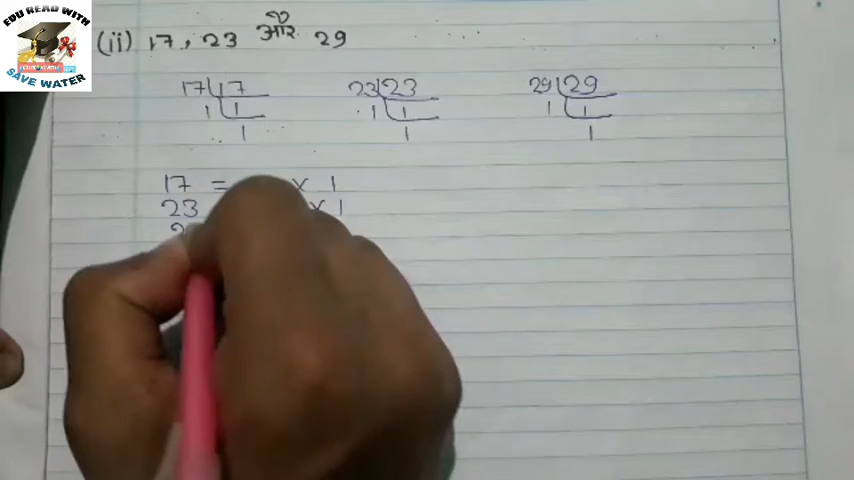 EDU READ WITH
SAVE WATER
(ii) 17, 23 और 29
17 17 23 23 29 29
1 1 1 1 1 1
1 1 1
17 = x 1
23 x 1
2